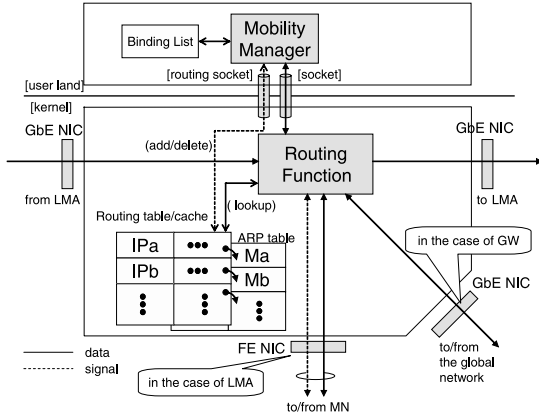 Mobility
Manager
Binding List
[routing socket]
[socket]
[user land]
[kernel]
GbE NIC
GbE NIC
(add/delete)
Routing
Function
from LMA
to LMA
( lookup)
Routing table/cache
ARP table
in the case of GW
IPa
Ma
IPb
Mb
GbE NIC
data
signal
FE NIC
in the case of LMA
to/from
the global
network
to/from MN